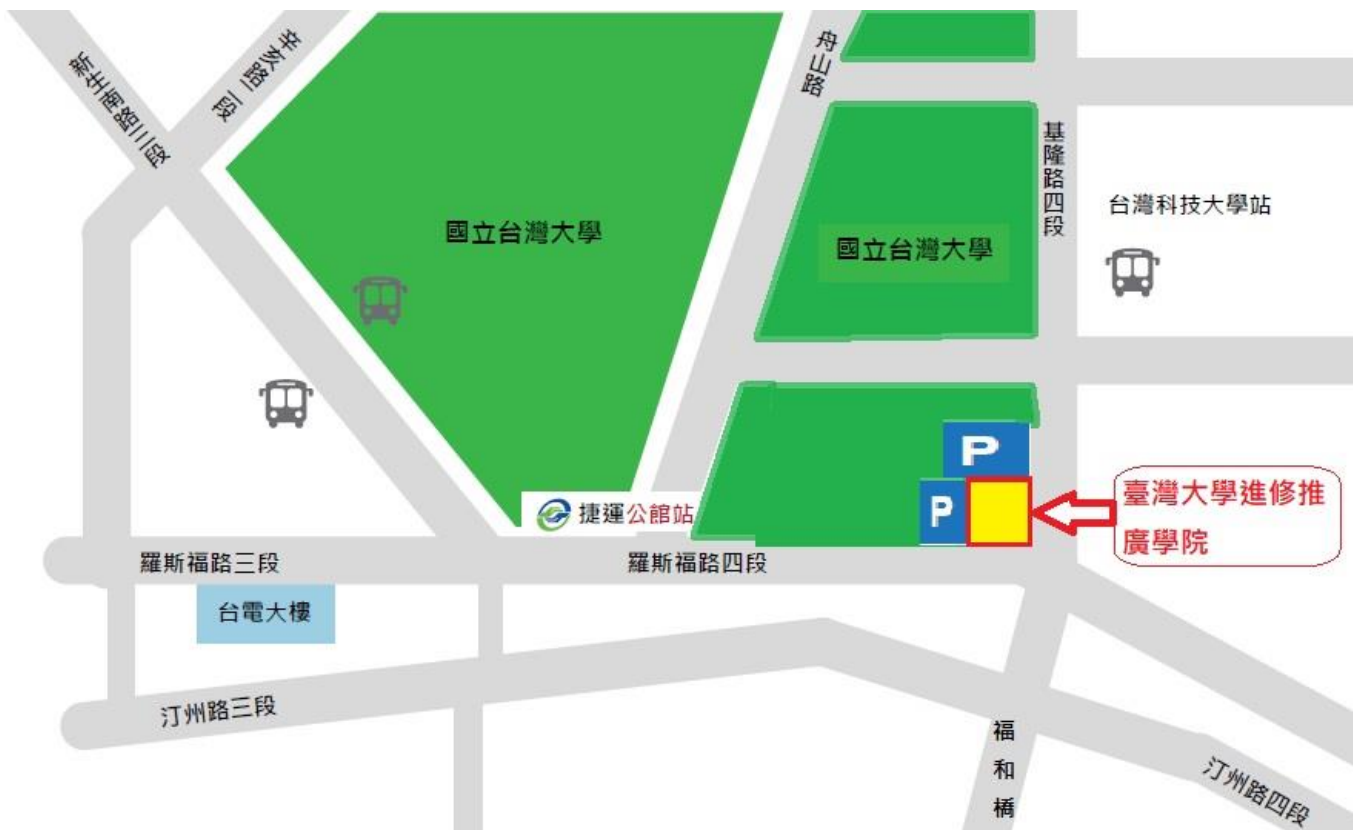 新生南路三段
辛亥路二段
舟山路
基隆路四段
國立台灣大學
國立台灣大學
台灣科技大學站
P
P
捷運公館站
臺灣大學進修推
廣學院
羅斯福路三段
羅斯福路四段
台電大樓
汀州路三段
福和橋
汀州路四段